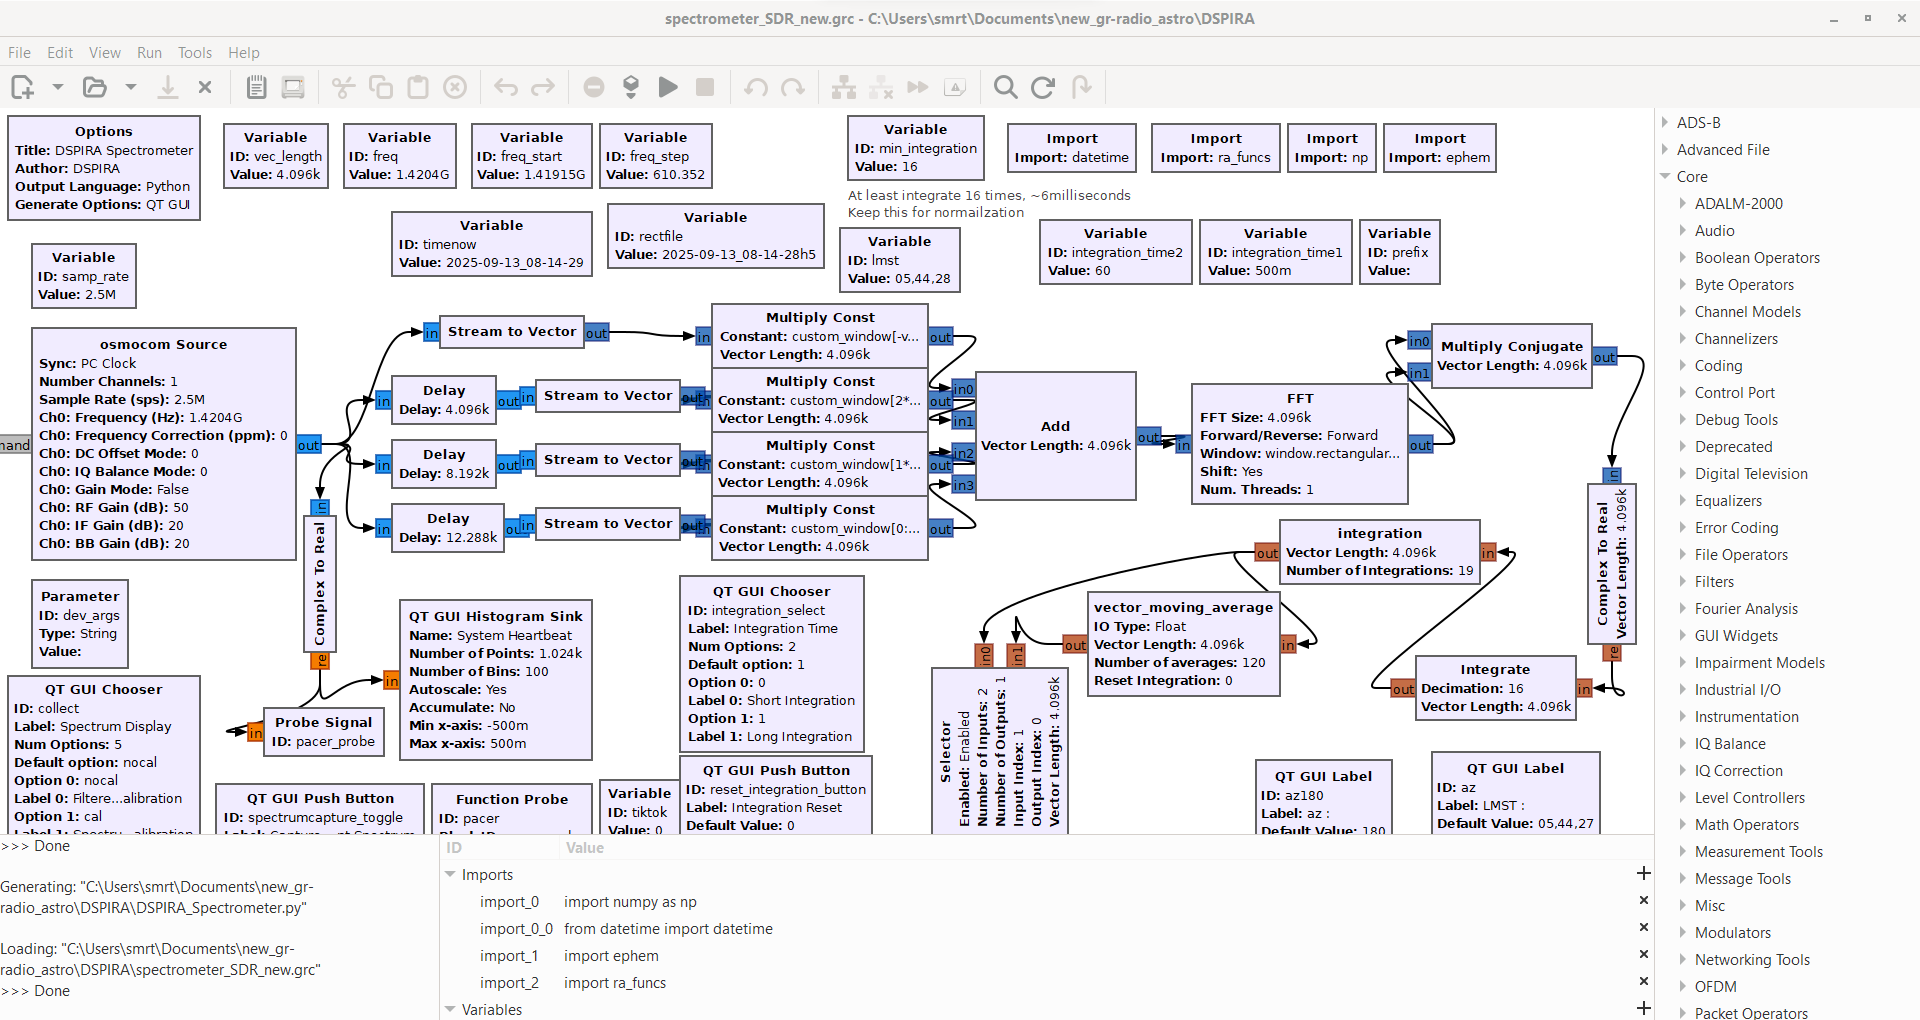 spectrometer_SDR_new.grc - C:\Users\smrt\Documents\new_gr-radio_astro\DSPIRA
File Edit View Run Tools Help
Options
Title: DSPIRA Spectrometer
Author: DSPIRA
Output Language: Python
Generate Options: QT GUI
Variable
ID: vec_length
Value: 4.096k
Variable
ID: freq
Value: 1.4204G
Variable
ID: freq_start
Value: 1.41915G
Variable
ID: freq_step
Value: 610.352
Variable
ID: min_integration
Value: 16
Import
Import: datetime
Import
Import: ra_funcs
Import
Import: np
Import
Import: ephem
At least integrate 16 times, ~6milliseconds
Keep this for normailzation
Variable
ID: timenow
Value: 2025-09-13_08-14-29
Variable
ID: rectfile
Value: 2025-09-13_08-14-28h5
Variable
ID: lmst
Value: 05,44,28
Variable
ID: integration_time2
Value: 60
Variable
ID: integration_time1
Value: 500m
Variable
ID: prefix
Value:
Variable
ID: samp_rate
Value: 2.5M
osmocom Source
Sync: PC Clock
Number Channels: 1
Sample Rate (sps): 2.5M
Ch0: Frequency (Hz): 1.4204G
Ch0: Frequency Correction (ppm): 0
Ch0: DC Offset Mode: 0
Ch0: IQ Balance Mode: 0
Ch0: Gain Mode: False
Ch0: RF Gain (dB): 50
Ch0: IF Gain (dB): 20
Ch0: BB Gain (dB): 20
nand
out
in
Stream to Vector
out
in
Multiply Const
Constant: custom_window[-v...
Vector Length: 4.096k
out
in
Delay
Delay: 4.096k
out
in
Stream to Vector
out
in
Multiply Const
Constant: custom_window[2*...
Vector Length: 4.096k
out
in
Delay
Delay: 8.192k
out
in
Stream to Vector
out
in
Multiply Const
Constant: custom_window[1*...
Vector Length: 4.096k
out
in
Delay
Delay: 12.288k
out
in
Stream to Vector
out
in
Multiply Const
Constant: custom_window[0:...
Vector Length: 4.096k
out
in0
in1
in2
in3
Add
Vector Length: 4.096k
out
in
FFT
FFT Size: 4.096k
Forward/Reverse: Forward
Window: window.rectangular...
Shift: Yes
Num. Threads: 1
out
in0
in1
Multiply Conjugate
Vector Length: 4.096k
out
in
Complex To Real
Vector Length: 4.096k
re
in
Complex To Real
re
Parameter
ID: dev_args
Type: String
Value:
in
Probe Signal
ID: pacer_probe
in
QT GUI Histogram Sink
Name: System Heartbeat
Number of Points: 1.024k
Number of Bins: 100
Autoscale: Yes
Accumulate: No
Min x-axis: -500m
Max x-axis: 500m
QT GUI Chooser
ID: integration_select
Label: Integration Time
Num Options: 2
Default option: 1
Option 0: 0
Label 0: Short Integration
Option 1: 1
Label 1: Long Integration
out
integration
Vector Length: 4.096k
Number of Integrations: 19
in
out
vector_moving_average
IO Type: Float
Vector Length: 4.096k
Number of averages: 120
Reset Integration: 0
in
out
Integrate
Decimation: 16
Vector Length: 4.096k
in
in0
in1
Selector
Enabled: Enabled
Number of Inputs: 2
Number of Outputs: 1
Input Index: 1
Output Index: 0
Vector Length: 4.096k
QT GUI Chooser
ID: collect
Label: Spectrum Display
Num Options: 5
Default option: nocal
Option 0: nocal
Label 0: Filtere...alibration
Option 1: cal
Label 1: Spectru...alibration
QT GUI Push Button
ID: spectrumcapture_toggle
Function Probe
ID: pacer
Variable
ID: tiktok
Value: 0
QT GUI Push Button
ID: reset_integration_button
Label: Integration Reset
Default Value: 0
QT GUI Label
ID: az180
Label: az :
Default Value: 180
QT GUI Label
ID: az
Label: LMST :
Default Value: 05,44,27
>>> Done
Generating: "C:\Users\smrt\Documents\new_gr-
radio_astro\DSPIRA\DSPIRA_Spectrometer.py"
Loading: "C:\Users\smrt\Documents\new_gr-
radio_astro\DSPIRA\spectrometer_SDR_new.grc"
>>> Done
ID Value
Imports
import_0 import numpy as np
import_0_0 from datetime import datetime
import_1 import ephem
import_2 import ra_funcs
Variables
ADS-B
Advanced File
Core
ADALM-2000
Audio
Boolean Operators
Byte Operators
Channel Models
Channelizers
Coding
Control Port
Debug Tools
Deprecated
Digital Television
Equalizers
Error Coding
File Operators
Filters
Fourier Analysis
GUI Widgets
Impairment Models
Industrial I/O
Instrumentation
IQ Balance
IQ Correction
Level Controllers
Math Operators
Measurement Tools
Message Tools
Misc
Modulators
Networking Tools
OFDM
Packet Operators